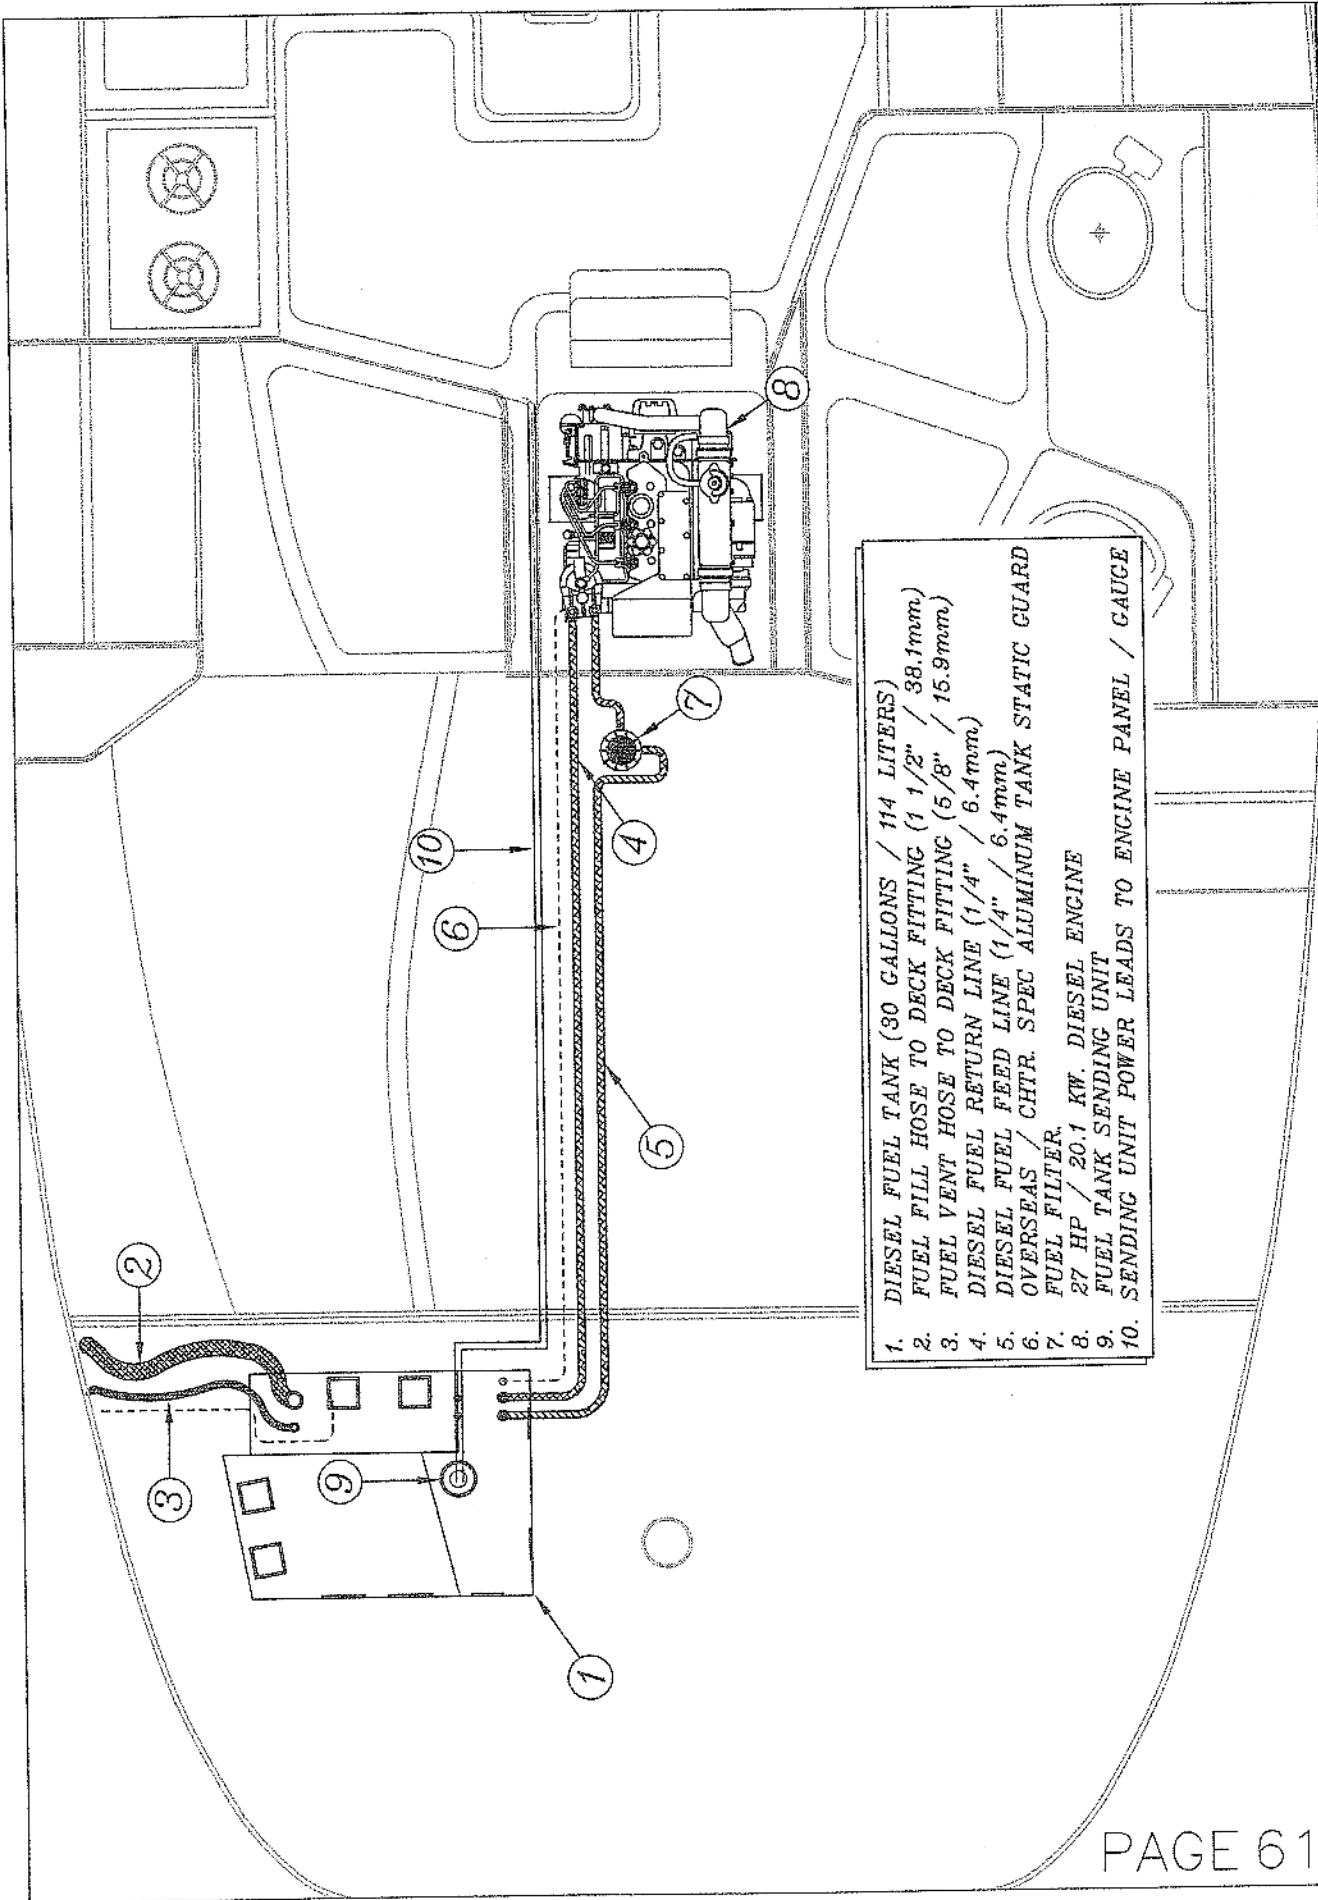 1. DIESEL FUEL TANK (30 GALLONS / 114 LITERS)
2. FUEL FILL HOSE TO DECK FITTING (1 1/2" / 38.1mm)
3. FUEL VENT HOSE TO DECK FITTING (5/8" / 15.9mm)
4. DIESEL FUEL RETURN LINE (1/4" / 6.4mm)
5. DIESEL FUEL FEED LINE (1/4" / 6.4mm)
6. OVERSEAS / CHTR. SPEC ALUMINUM TANK STATIC GUARD
7. FUEL FILTER.
8. 27 HP / 20.1 KW. DIESEL ENGINE
9. FUEL TANK SENDING UNIT
10. SENDING UNIT POWER LEADS TO ENGINE PANEL / GAUGE
1
2
3
4
5
6
7
8
9
10
PAGE 61